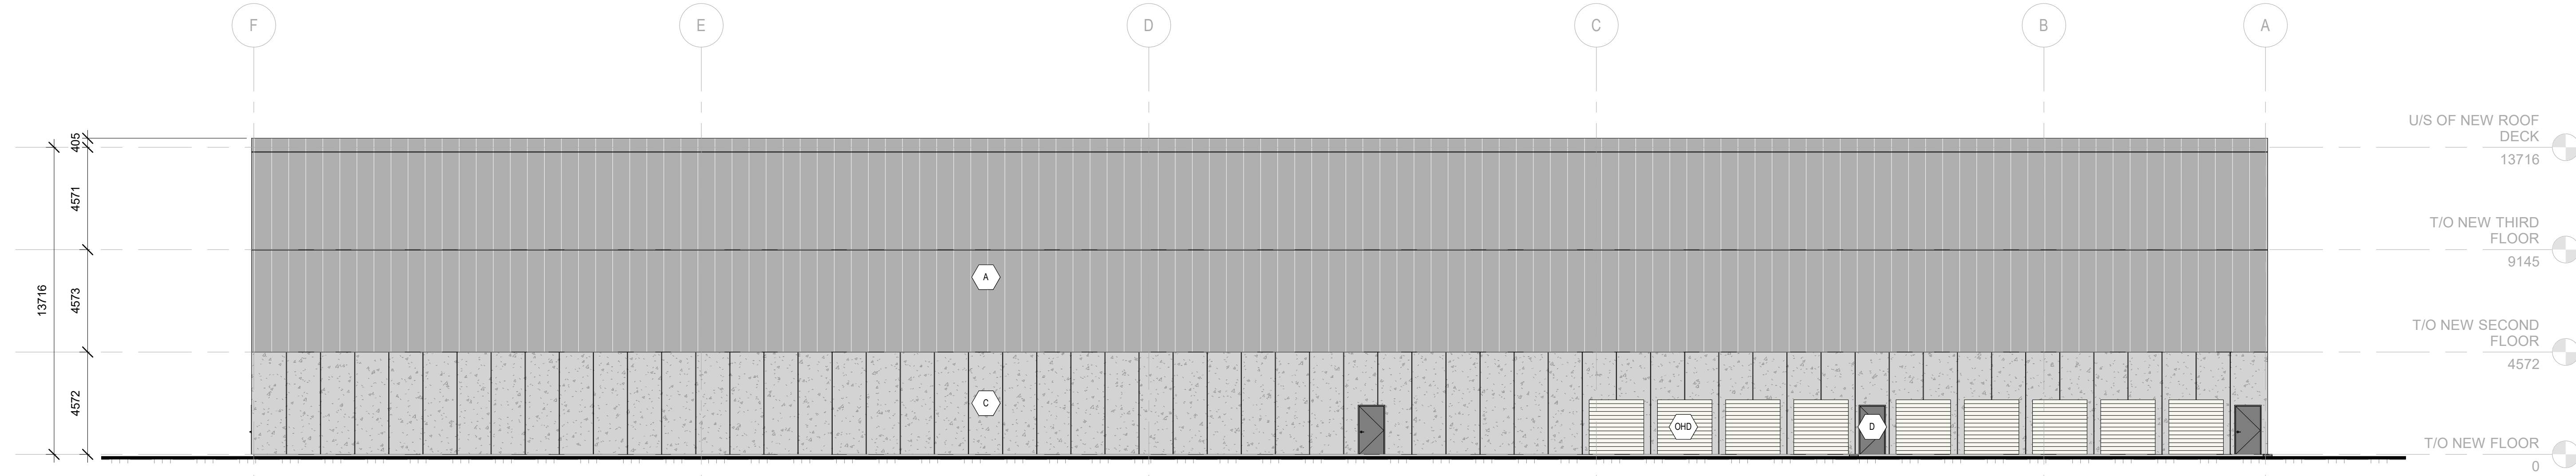 F
E
D
C
B
A
405
4571
4573
4572
13716
A
C
OHD
D
U/S OF NEW ROOF
DECK
13716
T/O NEW THIRD
FLOOR
9145
T/O NEW SECOND
FLOOR
4572
T/O NEW FLOOR
0